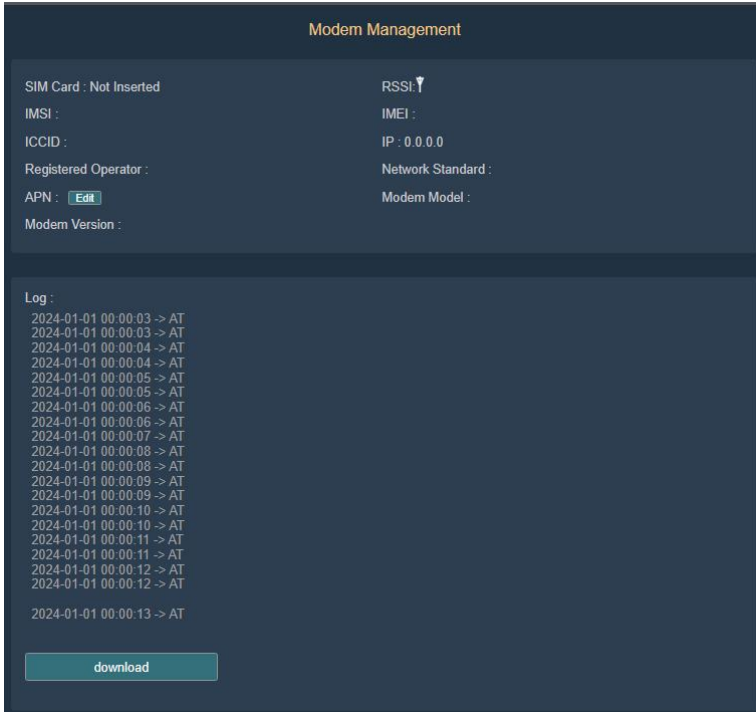 Modem Management
SIM Card : Not Inserted
RSSI:
IMSI :
IMEI :
ICCID :
IP : 0.0.0.0
Registered Operator :
Network Standard :
APN : Edit
Modem Model :
Modem Version :
Log :
2024-01-01 00:00:03 -> AT
2024-01-01 00:00:03 -> AT
2024-01-01 00:00:04 -> AT
2024-01-01 00:00:04 -> AT
2024-01-01 00:00:05 -> AT
2024-01-01 00:00:05 -> AT
2024-01-01 00:00:06 -> AT
2024-01-01 00:00:06 -> AT
2024-01-01 00:00:07 -> AT
2024-01-01 00:00:08 -> AT
2024-01-01 00:00:08 -> AT
2024-01-01 00:00:09 -> AT
2024-01-01 00:00:09 -> AT
2024-01-01 00:00:10 -> AT
2024-01-01 00:00:10 -> AT
2024-01-01 00:00:11 -> AT
2024-01-01 00:00:11 -> AT
2024-01-01 00:00:12 -> AT
2024-01-01 00:00:12 -> AT
2024-01-01 00:00:13 -> AT
download